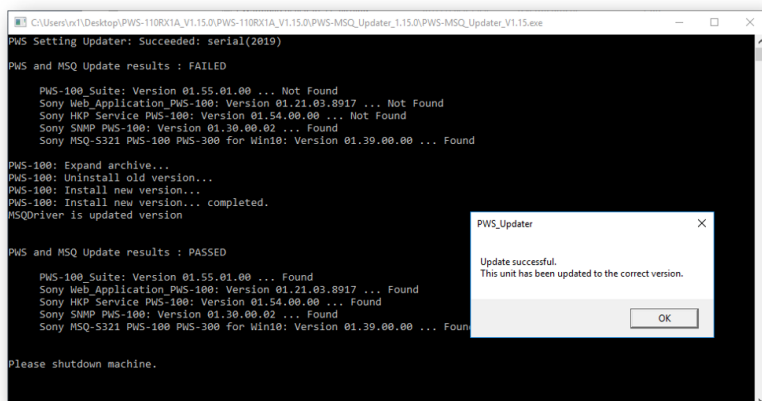 C:\Users\rx1\Desktop\PWS-110RX1A_V1.15.0\PWS-110RX1A_V1.15.0\PWS-MSQ_Updater_1.15.0\PWS-MSQ_Updater_V1.15.exe
PWS Setting Updater: Succeeded: serial(2019)
PWS and MSQ Update results : FAILED
PWS-100_Suite: Version 01.55.01.00 ... Not Found
Sony Web_Application_PWS-100: Version 01.21.03.8917 ... Not Found
Sony HKP Service PWS-100: Version 01.54.00.00 ... Not Found
Sony SNMP PWS-100: Version 01.30.00.02 ... Found
Sony MSQ-S321 PWS-100 PWS-300 for Win10: Version 01.39.00.00 ... Found
PWS-100: Expand archive...
PWS-100: Uninstall old version...
PWS-100: Install new version...
PWS-100: Install new version... completed.
MSQDriver is updated version
PWS and MSQ Update results : PASSED
PWS-100_Suite: Version 01.55.01.00 ... Found
Sony Web_Application_PWS-100: Version 01.21.03.8917 ... Found
Sony HKP Service PWS-100: Version 01.54.00.00 ... Found
Sony SNMP PWS-100: Version 01.30.00.02 ... Found
Sony MSQ-S321 PWS-100 PWS-300 for Win10: Version 01.39.00.00 ... Foun
Please shutdown machine.
PWS_Updater
Update successful.
This unit has been updated to the correct version.
OK